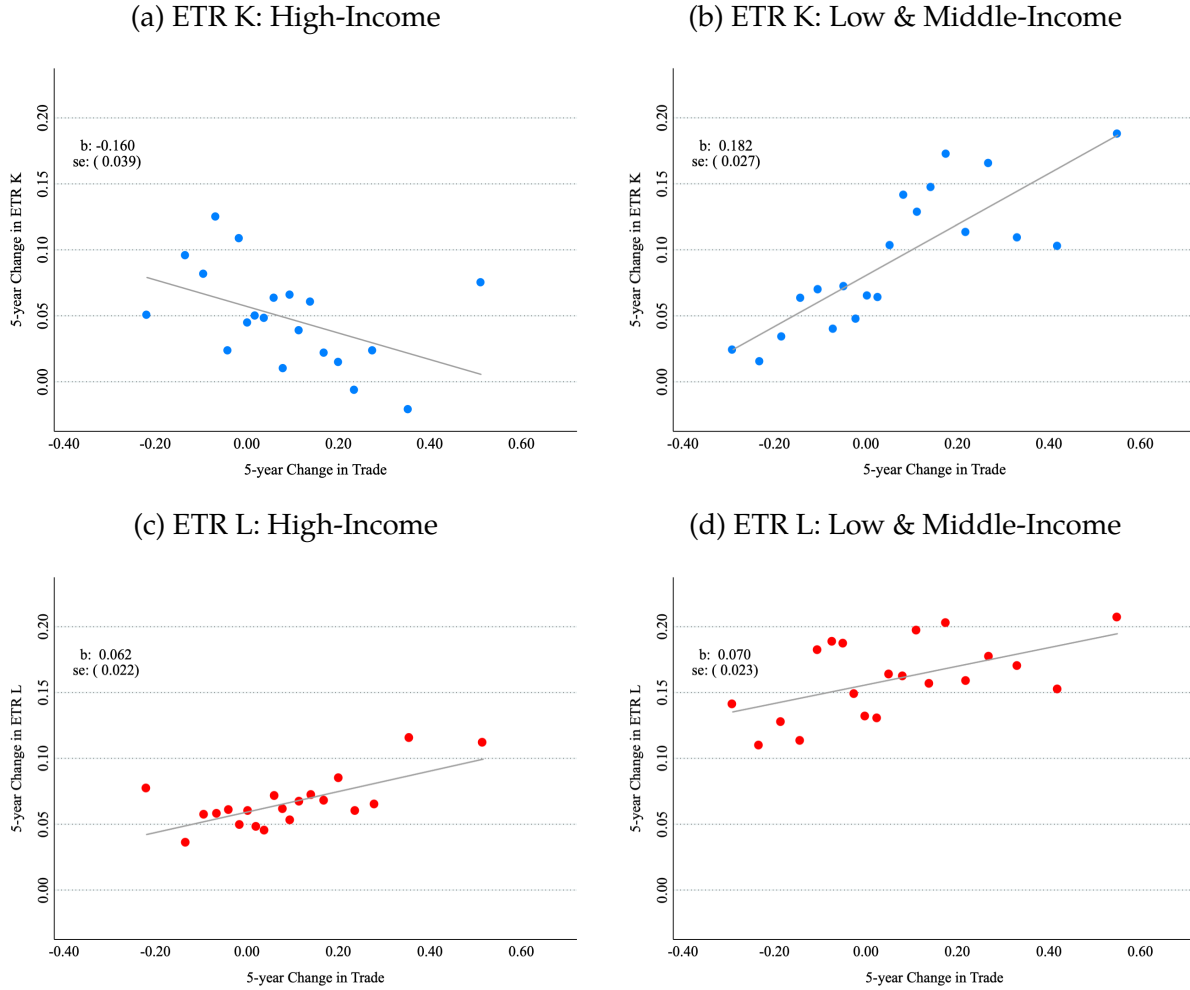 (a) ETR K: High-Income
5-year Change in ETR K
0.20
0.15
0.10
0.05
0.00
b: -0.160
se: ( 0.039)
-0.40 -0.20 0.00 0.20 0.40 0.60
5-year Change in Trade
(b) ETR K: Low & Middle-Income
5-year Change in ETR K
0.20
0.15
0.10
0.05
0.00
b: 0.182
se: ( 0.027)
-0.40 -0.20 0.00 0.20 0.40 0.60
5-year Change in Trade
(c) ETR L: High-Income
5-year Change in ETR L
0.20
0.15
0.10
0.05
0.00
b: 0.062
se: ( 0.022)
-0.40 -0.20 0.00 0.20 0.40 0.60
5-year Change in Trade
(d) ETR L: Low & Middle-Income
5-year Change in ETR L
0.20
0.15
0.10
0.05
0.00
b: 0.070
se: ( 0.023)
-0.40 -0.20 0.00 0.20 0.40 0.60
5-year Change in Trade